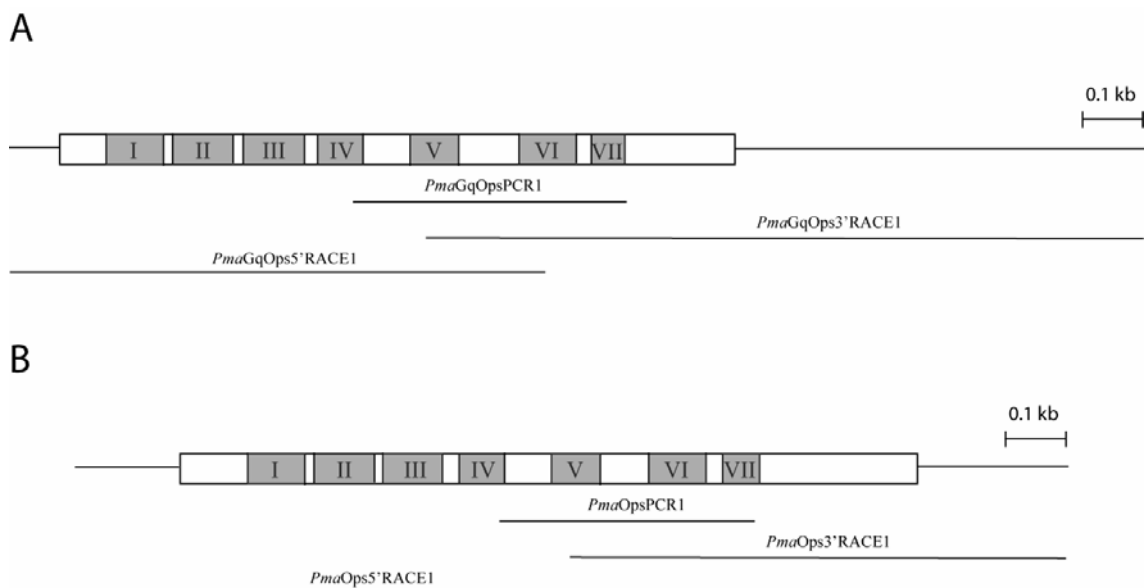 A
0.1 kb
I II III IV V VI VII
PmaGqOpsPCR1
PmaGqOps3'RACE1
PmaGqOps5'RACE1
B
0.1 kb
I II III IV V VI VII
PmaOpsPCR1
PmaOps3'RACE1
PmaOps5'RACE1